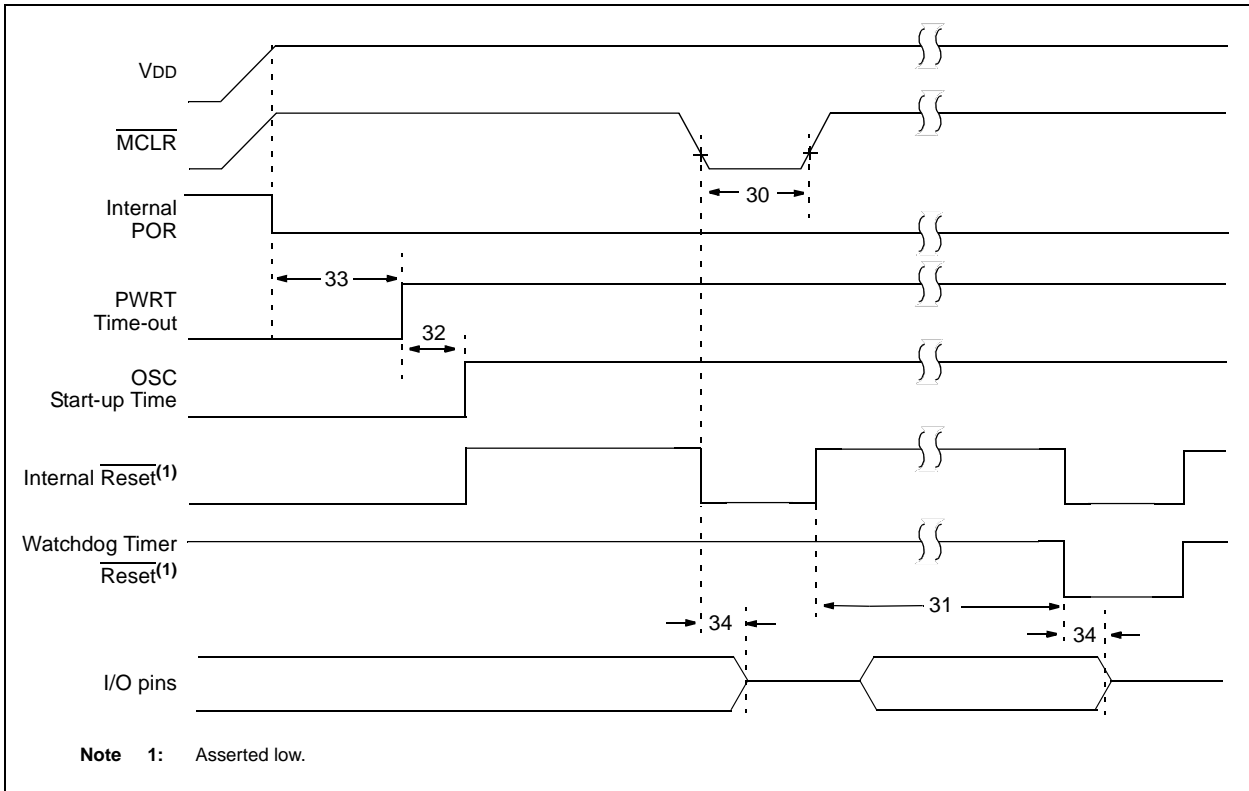 VDD
MCLR
30
Internal
POR
33
PWRT
Time-out
32
OSC
Start-up Time
Internal Reset(1)
Watchdog Timer
Reset(1)
31
34
34
I/O pins
Note 1: Asserted low.